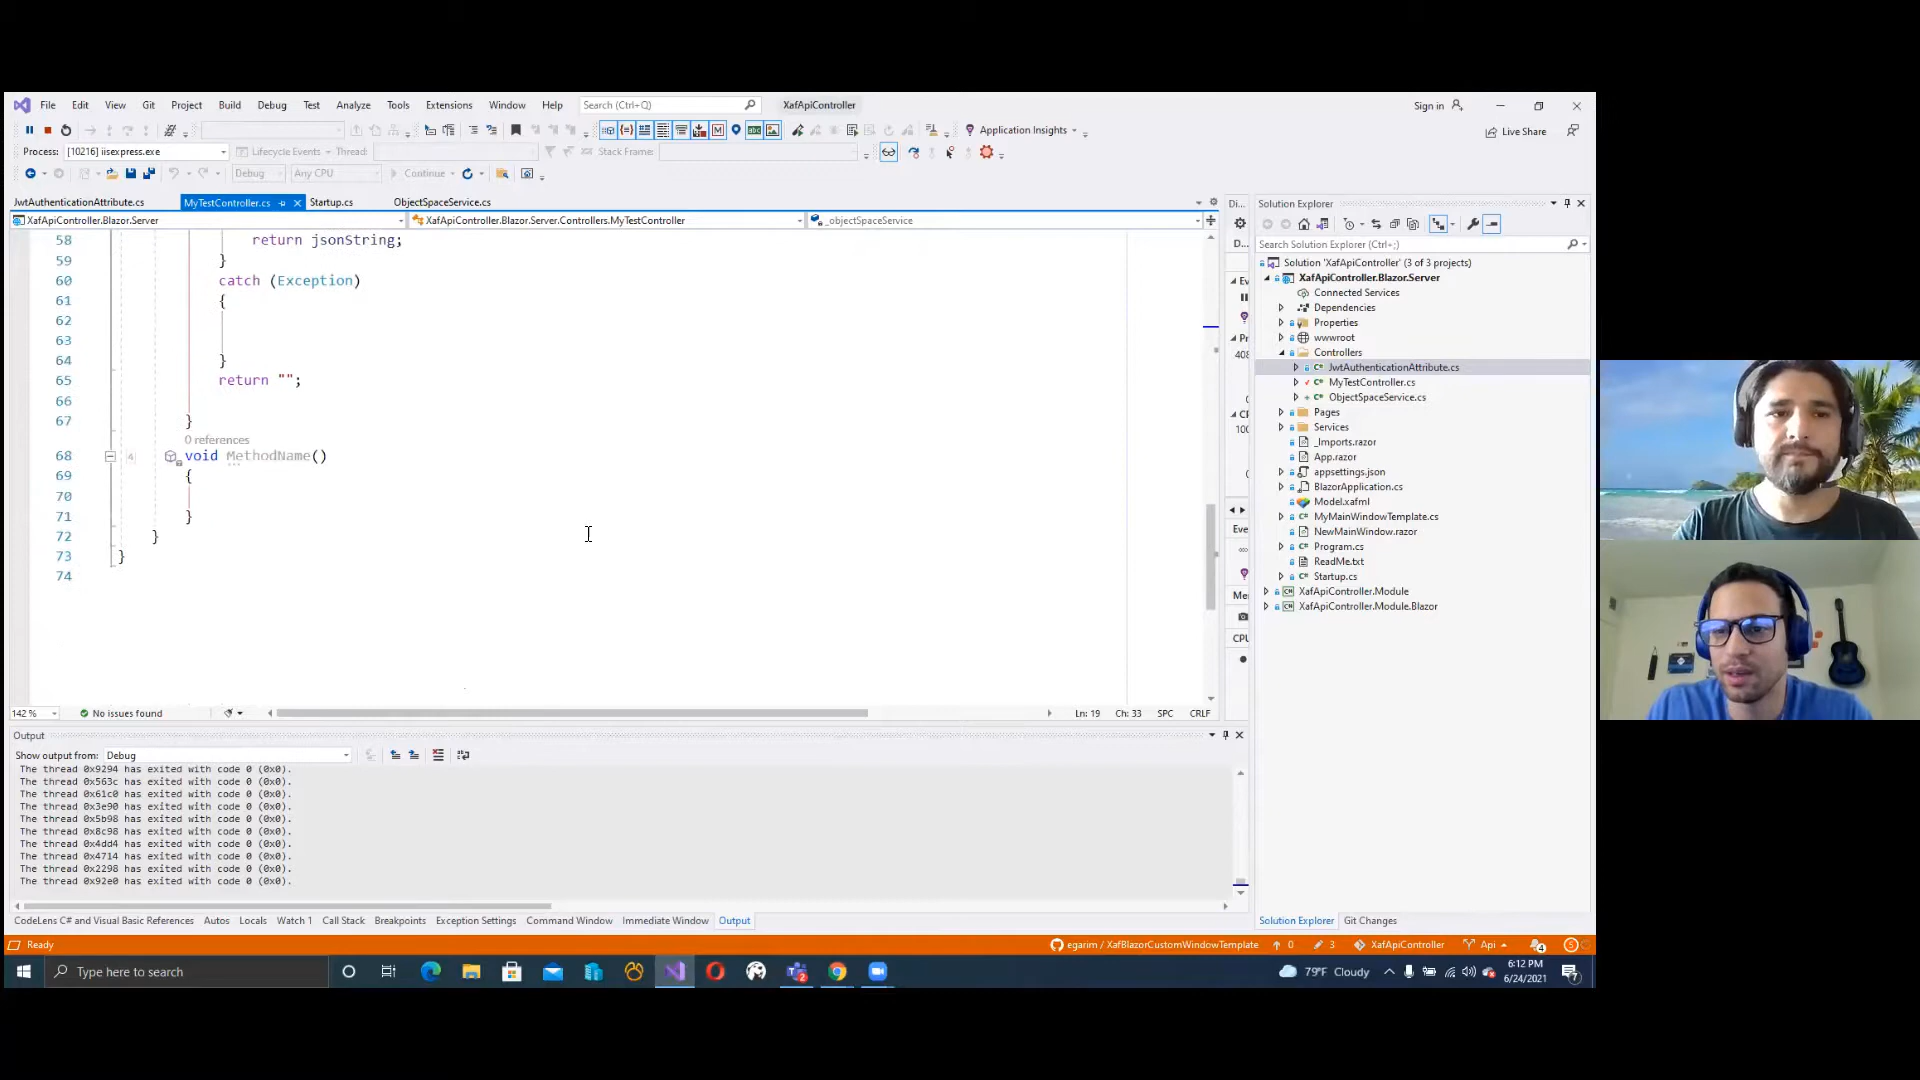 File Edit View Git Project Build Debug Test Analyze Tools Extensions Window Help Search (Ctrl+Q) XafApiController Sign in
Application Insights Live Share
Process: [10216] iisexpress.exe Lifecycle Events Thread: Stack Frame:
Debug Any CPU Continue
JwtAuthenticationAttribute.cs MyTestController.cs Startup.cs ObjectSpaceService.cs
XafApiController.Blazor.Server XafApiController.Blazor.Server.Controllers.MyTestController _objectSpaceService
58 return jsonString;
59 }
60 catch (Exception)
61 {
62
63
64 }
65 return "";
66
67 }
0 references
68 void MethodName()
69 {
70
71 }
72 }
73 }
74
142 % No issues found Ln: 19 Ch: 33 SPC CRLF
Output
Show output from: Debug
The thread 0x9294 has exited with code 0 (0x0).
The thread 0x563c has exited with code 0 (0x0).
The thread 0x61c0 has exited with code 0 (0x0).
The thread 0x3e90 has exited with code 0 (0x0).
The thread 0x5b98 has exited with code 0 (0x0).
The thread 0x8c98 has exited with code 0 (0x0).
The thread 0x4dd4 has exited with code 0 (0x0).
The thread 0x4714 has exited with code 0 (0x0).
The thread 0x2298 has exited with code 0 (0x0).
The thread 0x92e0 has exited with code 0 (0x0).
CodeLens C# and Visual Basic References Autos Locals Watch 1 Call Stack Breakpoints Exception Settings Command Window Immediate Window Output
Di...
D...
Ev
Pr
408
0
CP
100
0
Eve
Me
CPU
Solution Explorer
Search Solution Explorer (Ctrl+;)
Solution 'XafApiController' (3 of 3 projects)
XafApiController.Blazor.Server
Connected Services
Dependencies
Properties
wwwroot
Controllers
JwtAuthenticationAttribute.cs
MyTestController.cs
ObjectSpaceService.cs
Pages
Services
_Imports.razor
App.razor
appsettings.json
BlazorApplication.cs
Model.xafml
MyMainWindowTemplate.cs
NewMainWindow.razor
Program.cs
ReadMe.txt
Startup.cs
XafApiController.Module
XafApiController.Module.Blazor
Solution Explorer Git Changes
Ready egarim / XafBlazorCustomWindowTemplate 0 3 XafApiController Api 4
Type here to search 79°F Cloudy 6:12 PM
6/24/2021